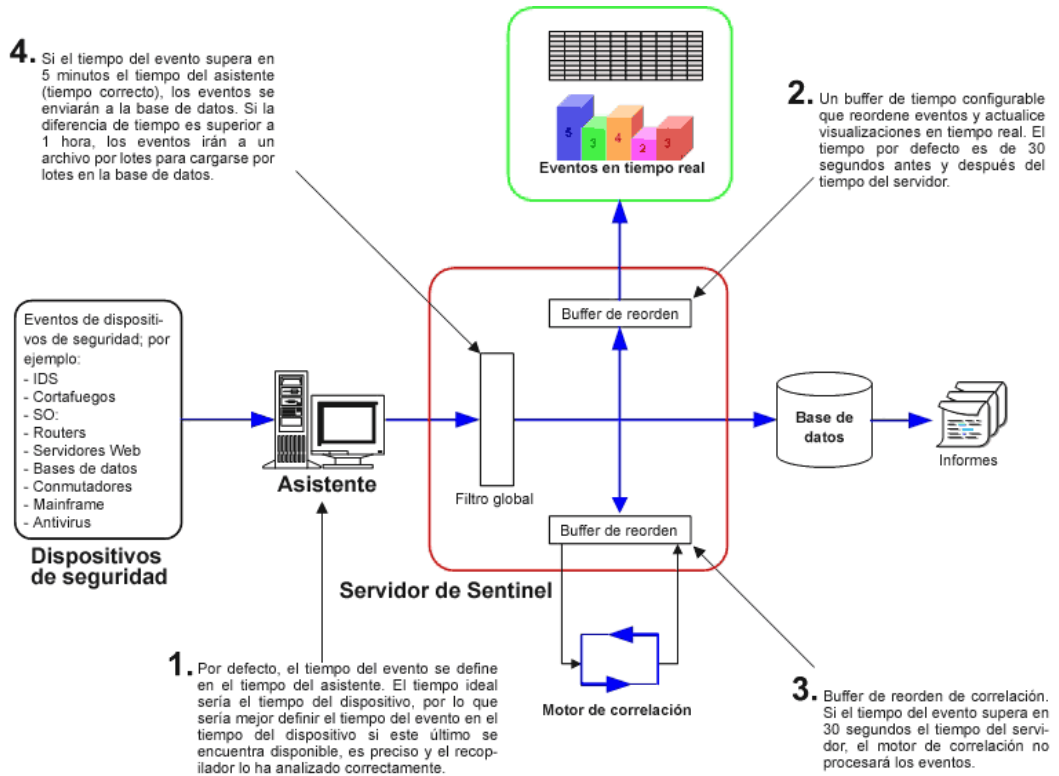 4. Si el tiempo del evento supera en
5 minutos el tiempo del asistente
(tiempo correcto), los eventos se
enviarán a la base de datos. Si la
diferencia de tiempo es superior a
1 hora, los eventos irán a un
archivo por lotes para cargarse por
lotes en la base de datos.
5
3
4
2
3
Eventos en tiempo real
2. Un buffer de tiempo configurable
que reordene eventos y actualice
visualizaciones en tiempo real. El
tiempo por defecto es de 30
segundos antes y después del
tiempo del servidor.
Eventos de dispositi-
vos de seguridad; por
ejemplo:
- IDS
- Cortafuegos
- SO:
- Routers
- Servidores Web
- Bases de datos
- Conmutadores
- Mainframe
- Antivirus
Dispositivos
de seguridad
Asistente
Filtro global
Buffer de reorden
Base de
datos
Informes
Buffer de reorden
Servidor de Sentinel
Motor de correlación
1. Por defecto, el tiempo del evento se define
en el tiempo del asistente. El tiempo ideal
sería el tiempo del dispositivo, por lo que
sería mejor definir el tiempo del evento en el
tiempo del dispositivo si este último se
encuentra disponible, es preciso y el recop-
ilador lo ha analizado correctamente.
3. Buffer de reorden de correlación.
Si el tiempo del evento supera en
30 segundos el tiempo del servi-
dor, el motor de correlación no
procesará los eventos.